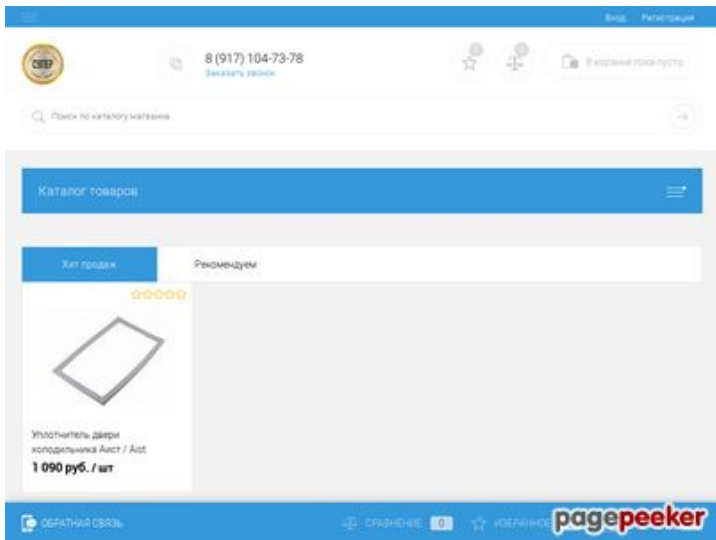 Вход Регистрация
СУПЕР
8 (917) 104-73-78
Заказать звонок
В корзине пока пусто
Поиск по каталогу магазина
Каталог товаров
Хит продаж
Рекомендуем
Уплотнитель двери
холодильника Аист / Aist
1 090 руб. / шт
ОБРАТНАЯ СВЯЗЬ
СРАВНЕНИЕ 0
pagepeeker